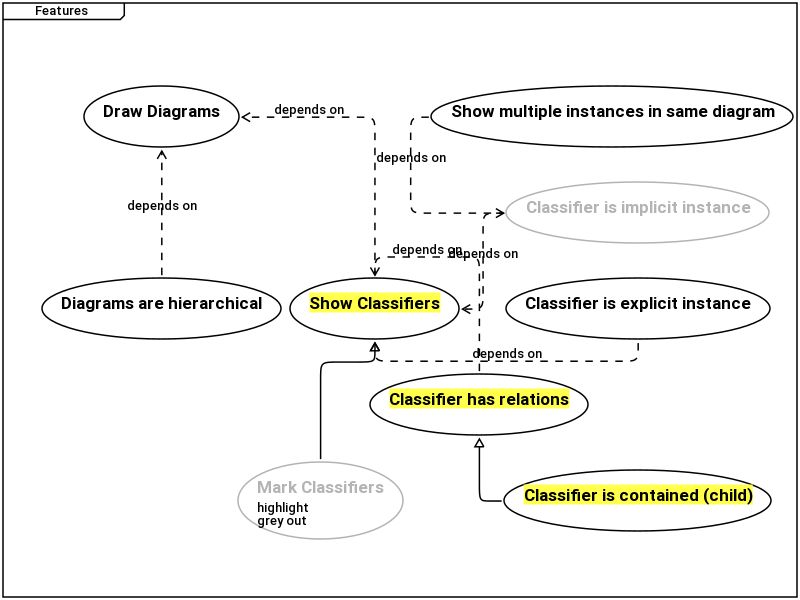 Features
Draw Diagrams
depends on
Show multiple instances in same diagram
depends on
depends on
Classifier is implicit instance
depends on
depends on
Diagrams are hierarchical
Show Classifiers
Classifier is explicit instance
depends on
Classifier has relations
Mark Classifiers
highlight
grey out
Classifier is contained (child)